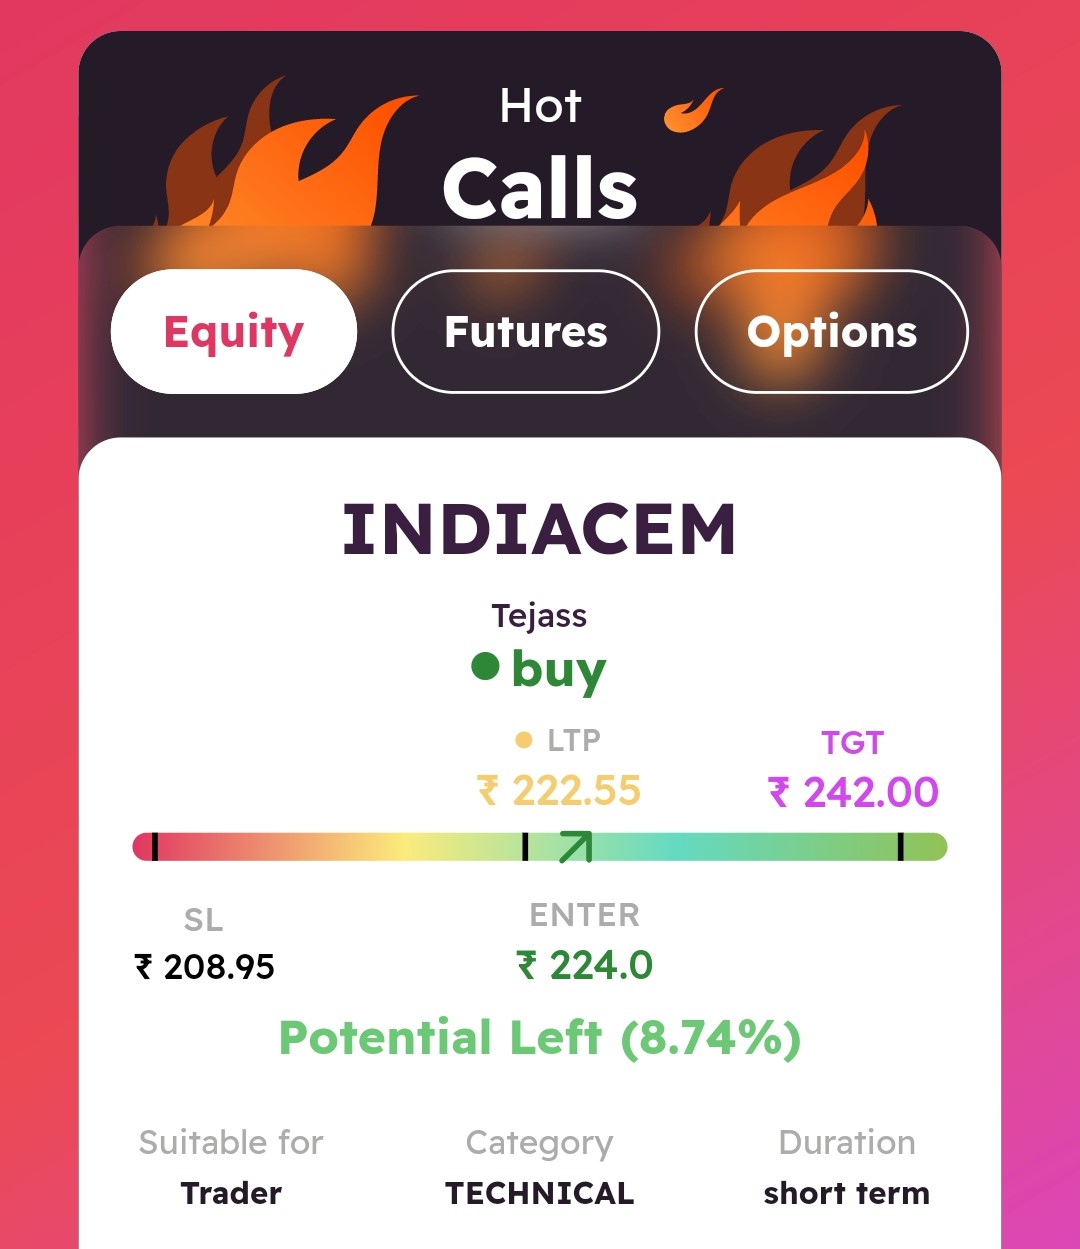 Hot
Calls
Equity Futures Options
INDIACEM
Tejass
buy
LTP TGT
₹ 222.55 ₹ 242.00
SL ENTER
₹ 208.95 ₹ 224.0
Potential Left (8.74%)
Suitable for Category Duration
Trader TECHNICAL short term